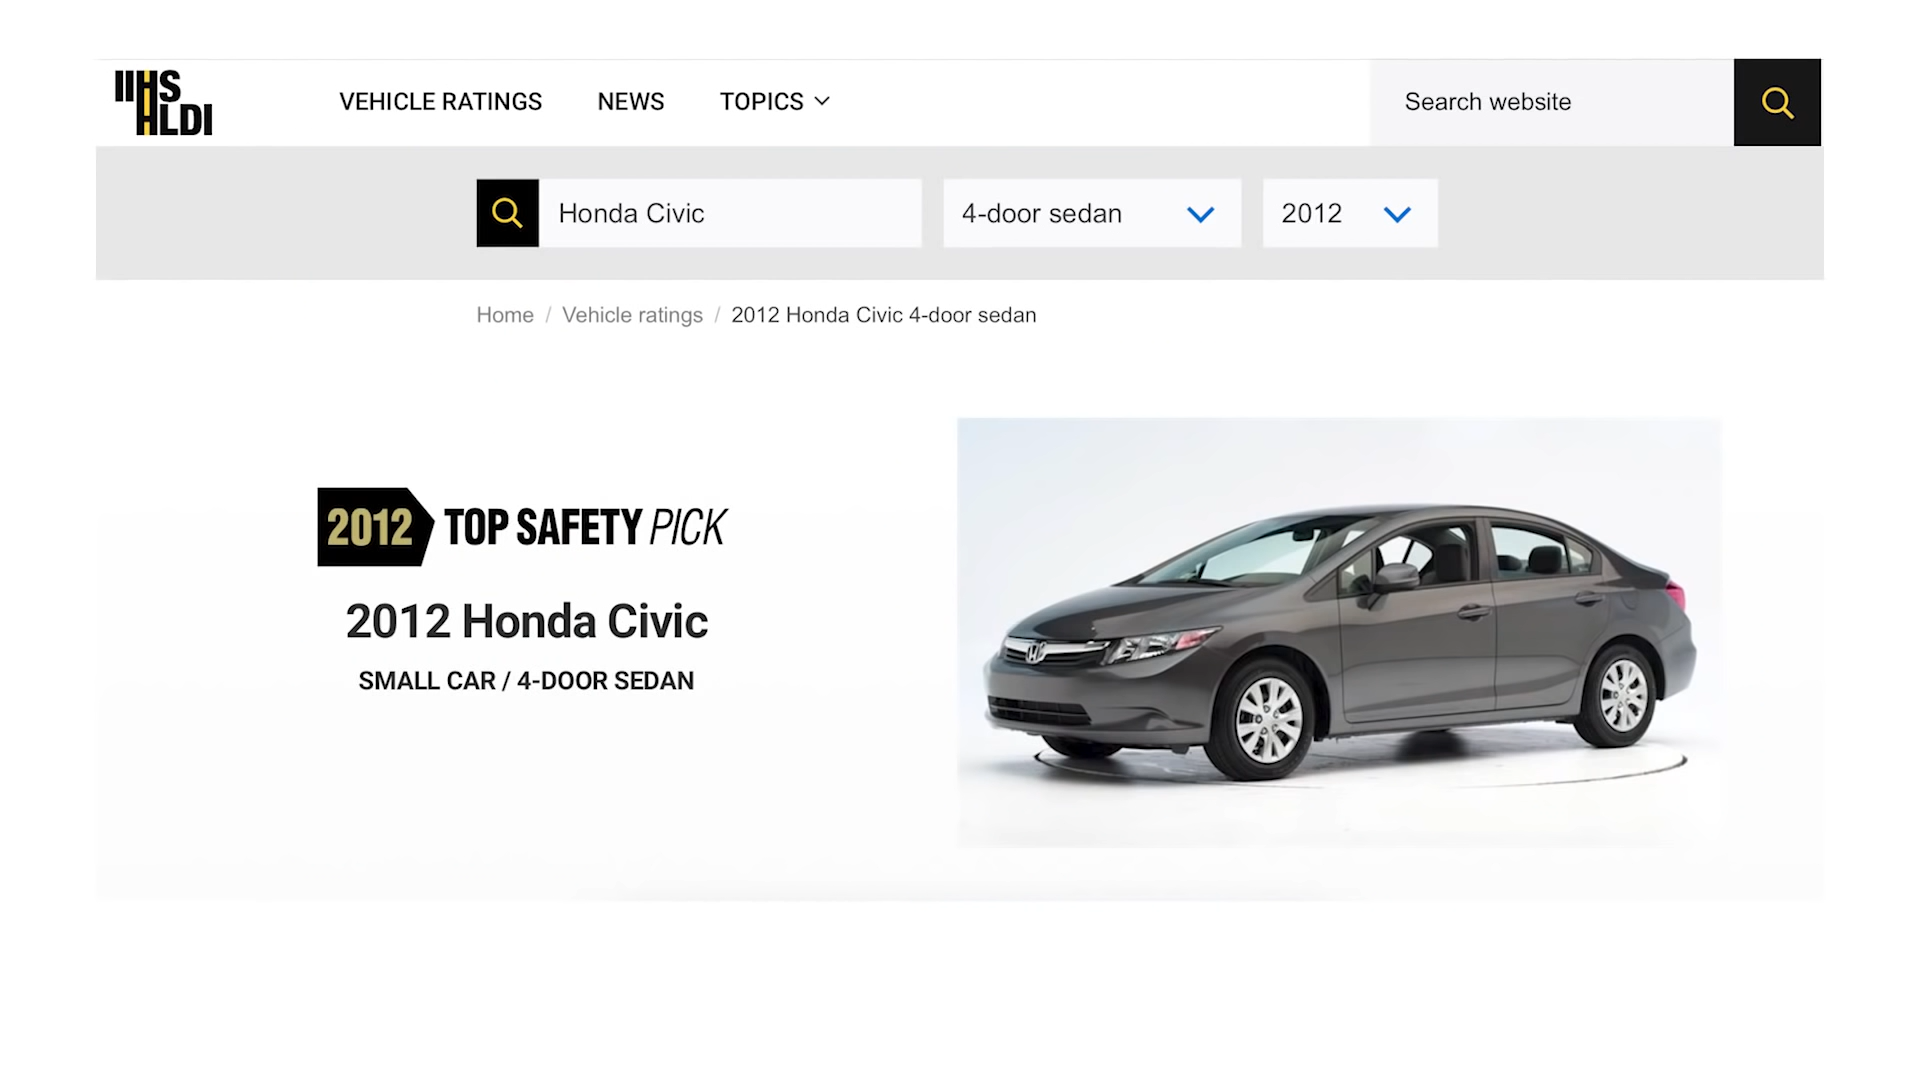 IIHS
HLDI
VEHICLE RATINGS
NEWS
TOPICS
Search website
Honda Civic
4-door sedan
2012
Home / Vehicle ratings / 2012 Honda Civic 4-door sedan
2012 TOP SAFETY PICK
2012 Honda Civic
SMALL CAR / 4-DOOR SEDAN